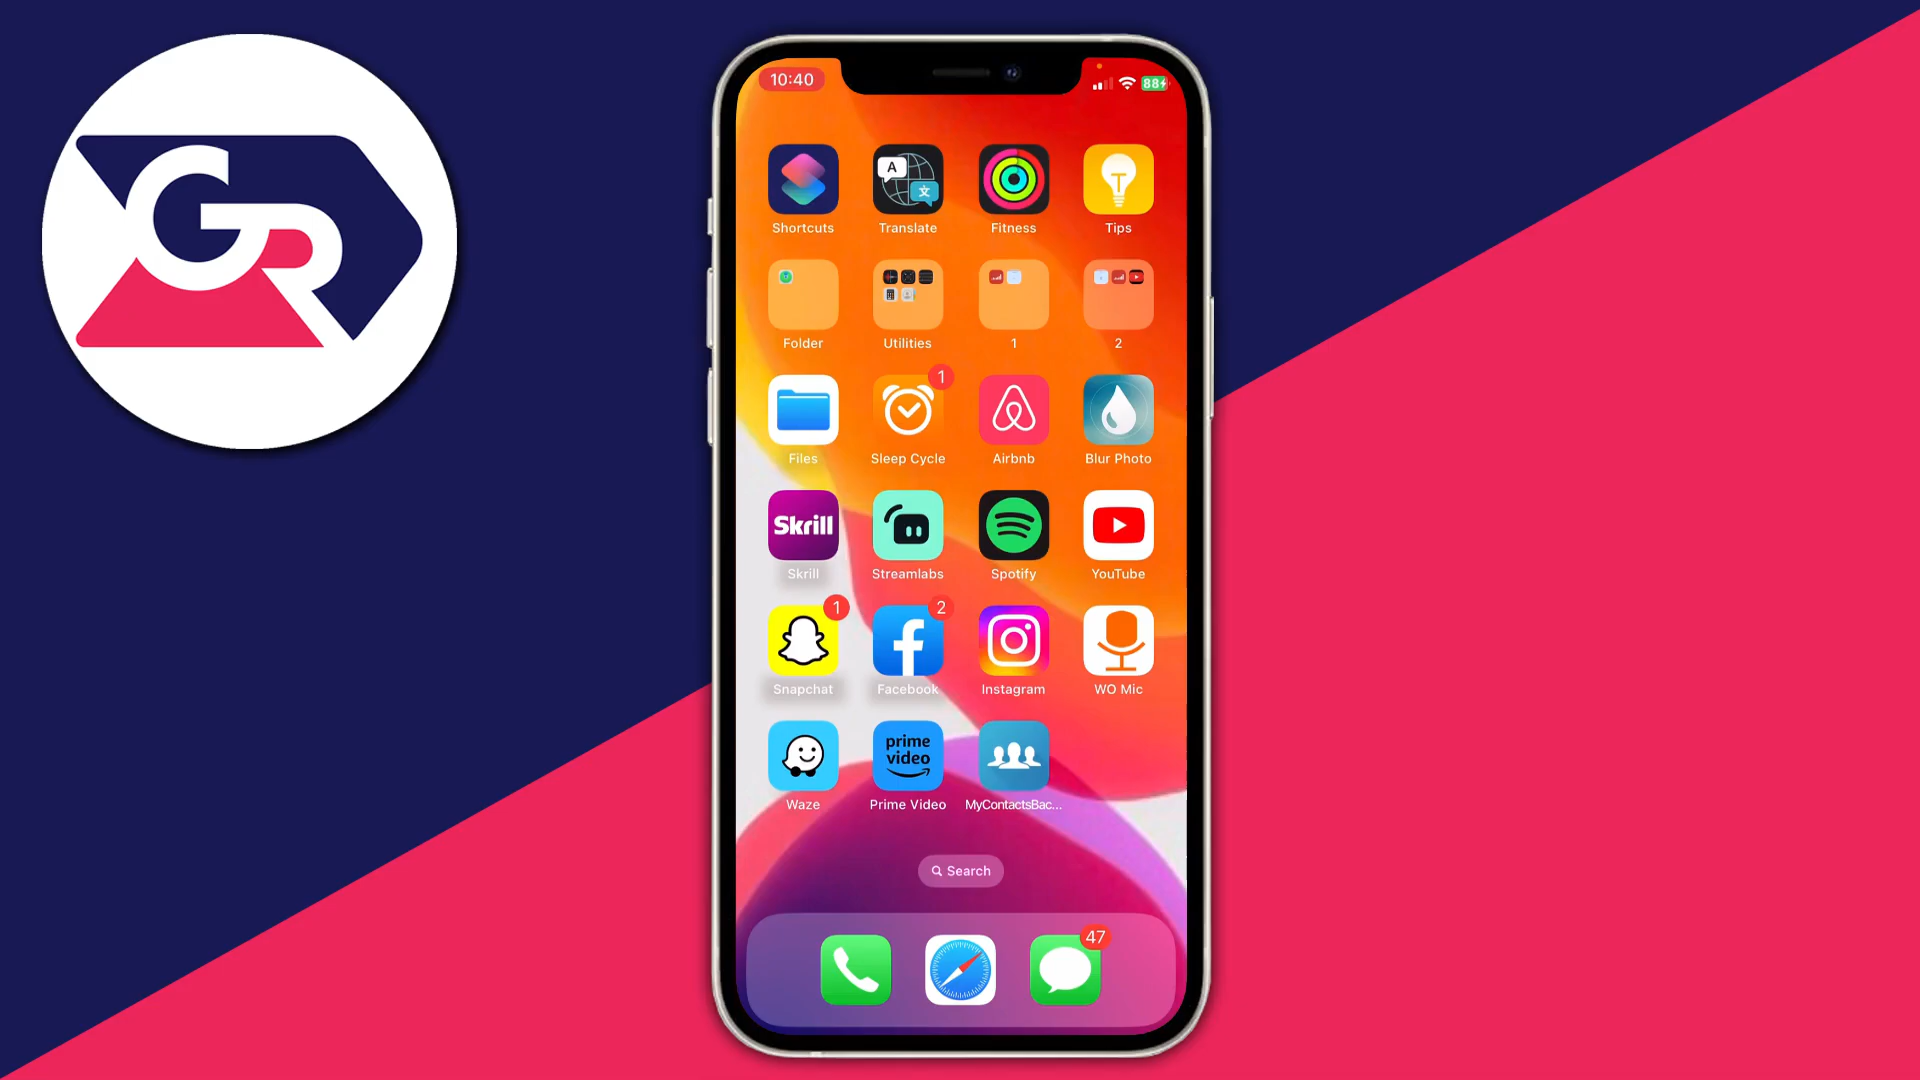 GR
10:40
88
Shortcuts
A
文
Translate
Fitness
T
Tips
Folder
Utilities
1
2
Files
1
Sleep Cycle
Airbnb
Blur Photo
Skrill
Skrill
Streamlabs
Spotify
YouTube
1
Snapchat
2
f
Facebook
Instagram
WO Mic
Waze
prime
video
Prime Video
MyContactsBac...
Search
47